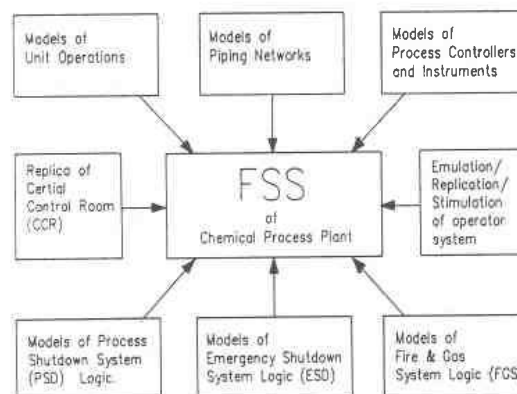 Models of
Unit Operations
Models of
Piping Networks
Models of
Process Controllers
and Instruments
Replica of
Certial
Control Room
(CCR)
FSS
of
Chemical Process Plant
Emulation/
Replication/
Stimulation
of operator
system
Models of Process
Shutdown System
(PSD) Logic.
Models of
Emergency Shutdown
System Logic (ESD)
Models of
Fire & Gas
System Logic (FGS